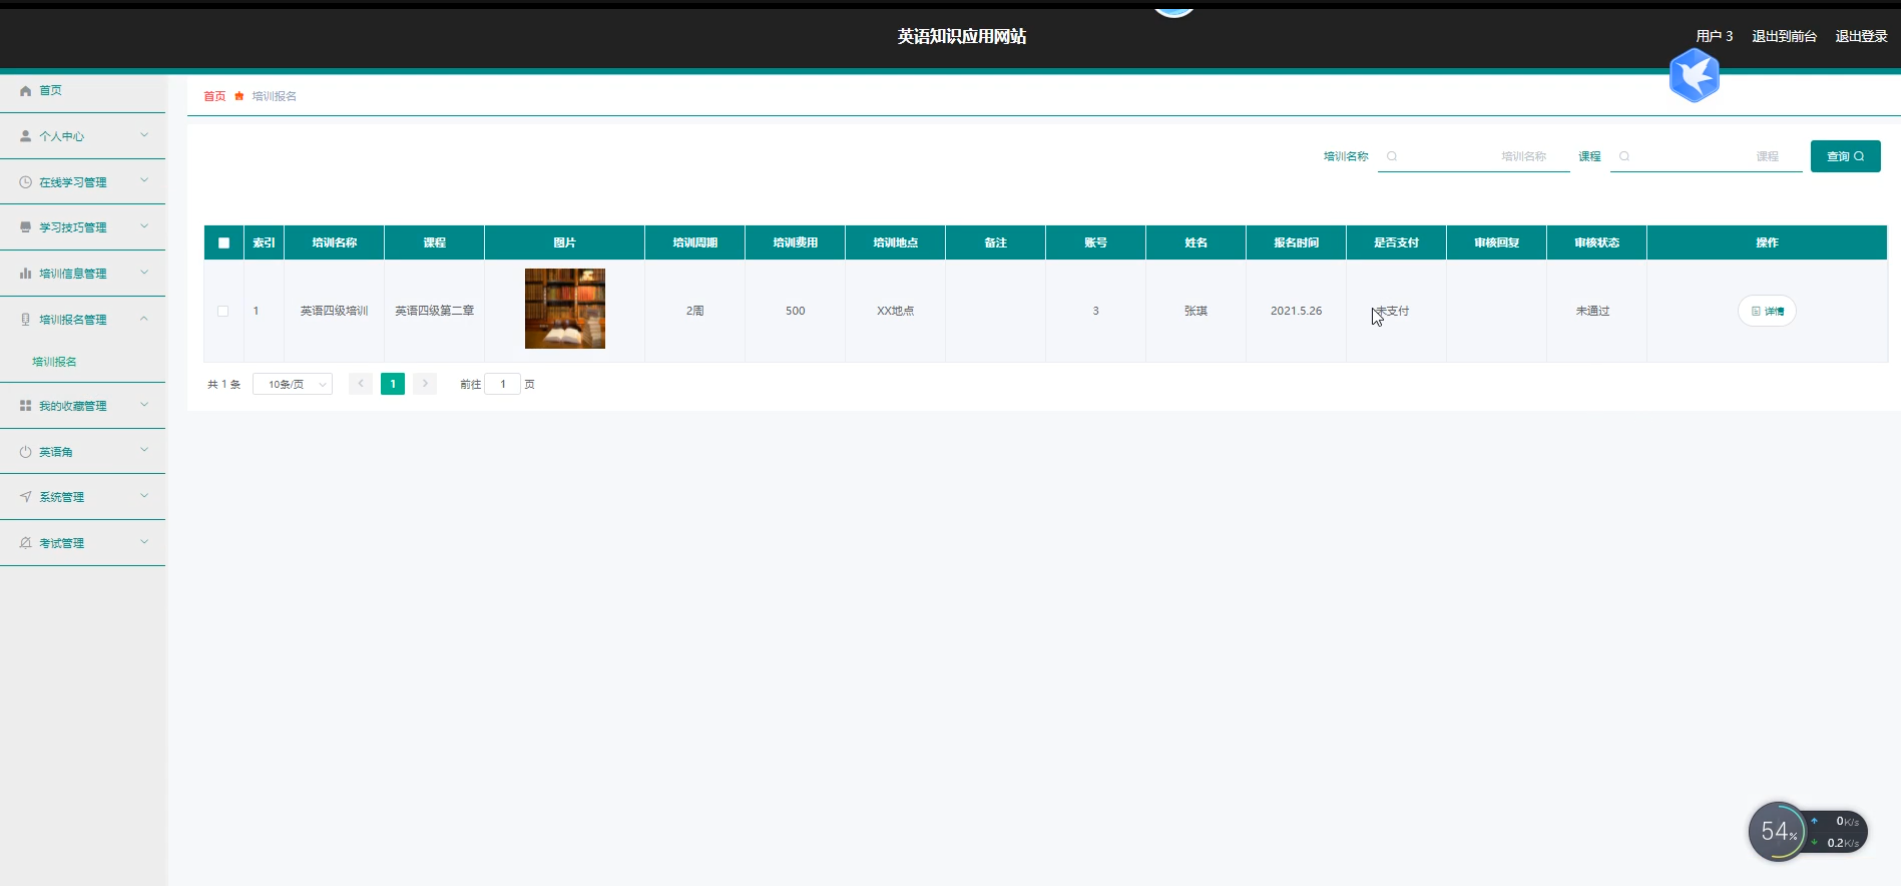 英语知识应用网站
用户 3 退出到前台 退出登录
首页
个人中心
在线学习管理
学习技巧管理
培训信息管理
培训报名管理
培训报名
我的收藏管理
英语角
系统管理
考试管理
首页 培训报名
培训名称 培训名称 课程 课程 查询
索引 培训名称 课程 图片 培训周期 培训费用 培训地点 备注 账号 姓名 报名时间 是否支付 审核回复 审核状态 操作
1 英语四级培训 英语四级第二章 2周 500 XX地点 3 张琪 2021.5.26 未支付 未通过 详情
共 1 条 10条/页 1 前往 1 页
54% 0K/s
0.2K/s